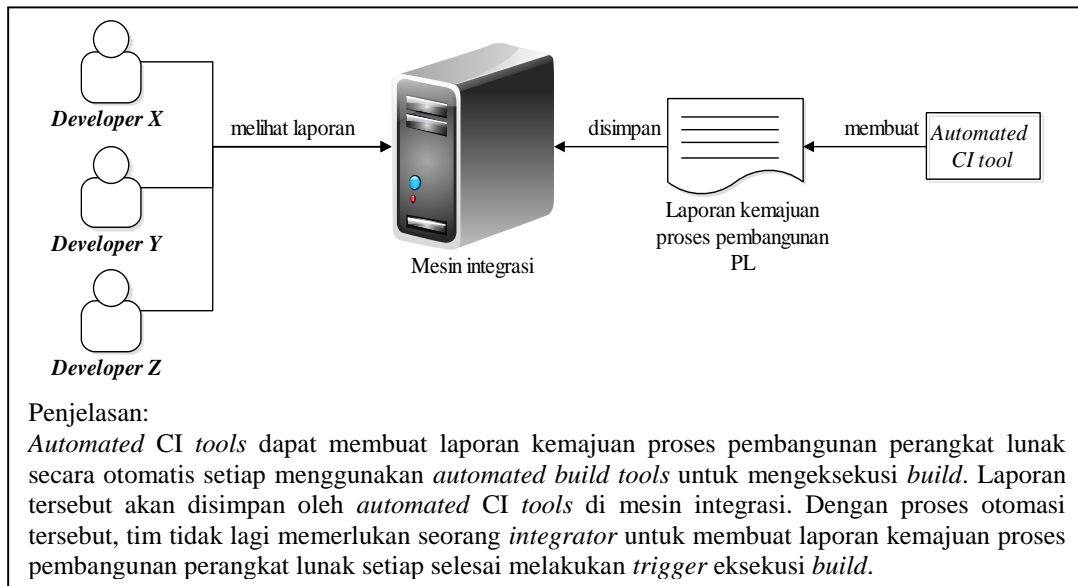 Developer X
melihat laporan
disimpan
membuat
Automated
CI tool
Developer Y
Mesin integrasi
Laporan kemajuan
proses pembangunan
PL
Developer Z
Penjelasan:
Automated CI tools dapat membuat laporan kemajuan proses pembangunan perangkat lunak
secara otomatis setiap menggunakan automated build tools untuk mengeksekusi build. Laporan
tersebut akan disimpan oleh automated CI tools di mesin integrasi. Dengan proses otomasi
tersebut, tim tidak lagi memerlukan seorang integrator untuk membuat laporan kemajuan proses
pembangunan perangkat lunak setiap selesai melakukan trigger eksekusi build.